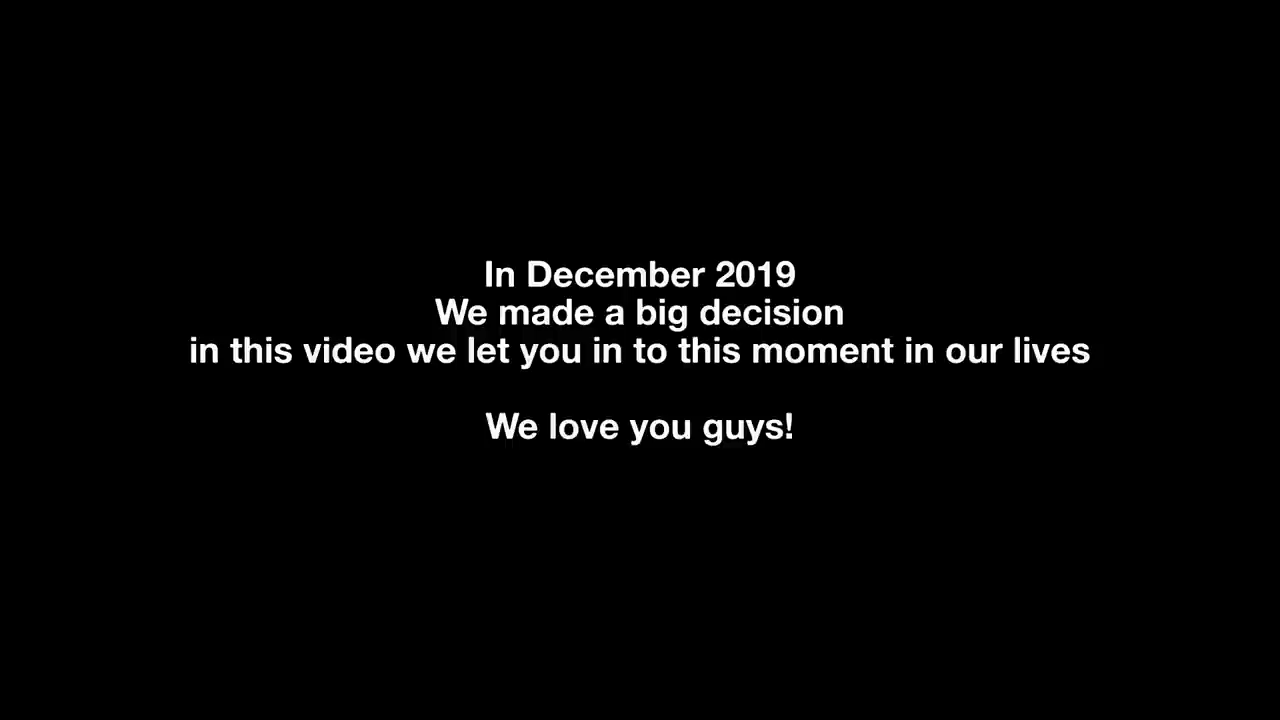 In December 2019
We made a big decision
in this video we let you in to this moment in our lives
We love you guys!